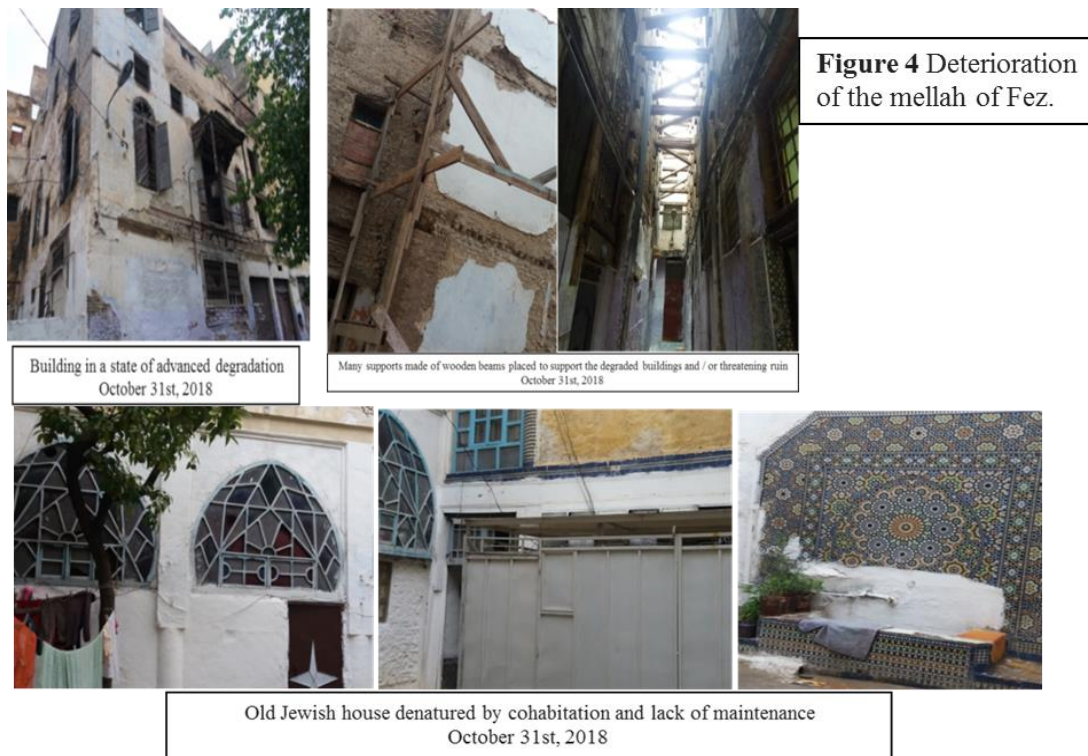 Figure 4 Deterioration
of the mellah of Fez.
Building in a state of advanced degradation
October 31st, 2018
Many supports made of wooden beams placed to support the degraded buildings and / or threatening ruin
October 31st, 2018
Old Jewish house denatured by cohabitation and lack of maintenance
October 31st, 2018